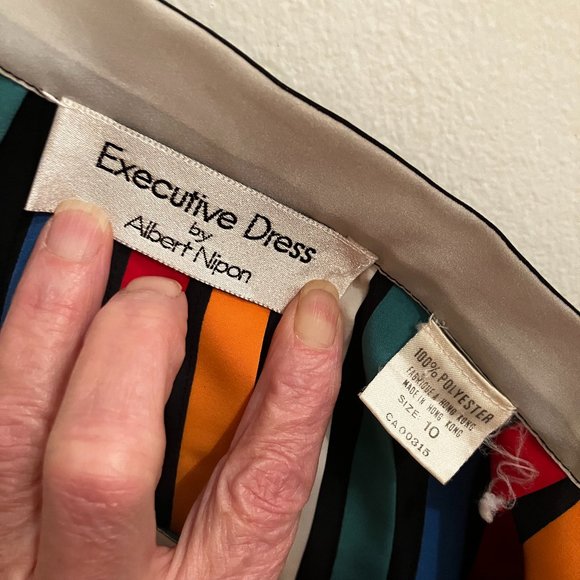 Executive Dress
by
Albert Nipon
100% POLYESTER
FABRIQUE A HONG KONG
MADE IN HONG KONG
SIZE: 10
CA00315